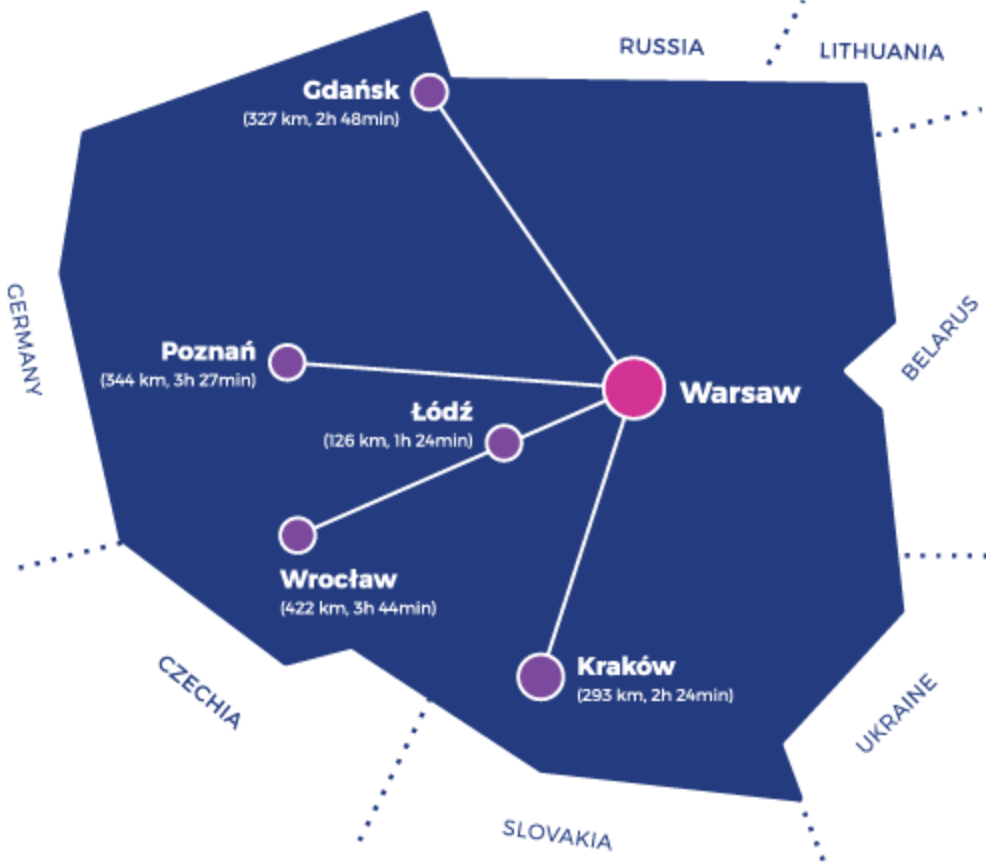 RUSSIA
LITHUANIA
Gdańsk
(327 km, 2h 48min)
GERMANY
BELARUS
Poznań
(344 km, 3h 27min)
Warsaw
Łódź
(126 km, 1h 24min)
Wrocław
(422 km, 3h 44min)
Kraków
(293 km, 2h 24min)
CZECHIA
UKRAINE
SLOVAKIA